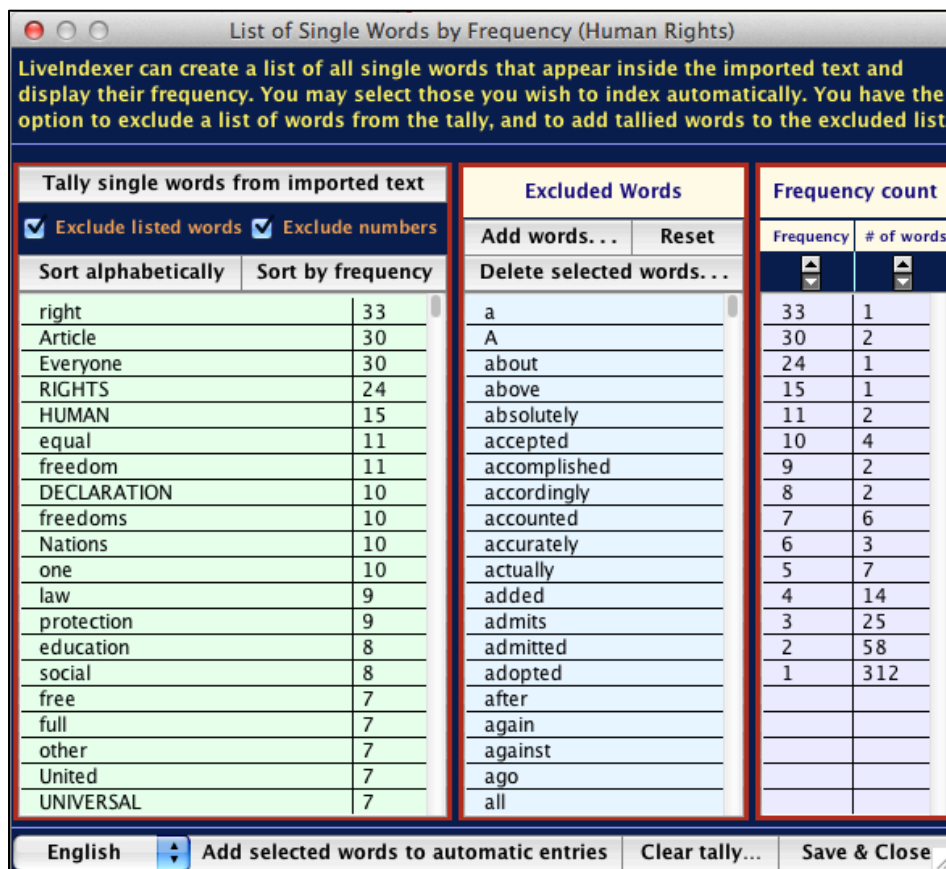 List of Single Words by Frequency (Human Rights)
LiveIndexer can create a list of all single words that appear inside the imported text and
display their frequency. You may select those you wish to index automatically. You have the
option to exclude a list of words from the tally, and to add tallied words to the excluded list
Tally single words from imported text
Exclude listed words Exclude numbers
Sort alphabetically Sort by frequency
right 33
Article 30
Everyone 30
RIGHTS 24
HUMAN 15
equal 11
freedom 11
DECLARATION 10
freedoms 10
Nations 10
one 10
law 9
protection 9
education 8
social 8
free 7
full 7
other 7
United 7
UNIVERSAL 7
Excluded Words
Add words... Reset
Delete selected words...
a
A
about
above
absolutely
accepted
accomplished
accordingly
accounted
accurately
actually
added
admits
admitted
adopted
after
again
against
ago
all
Frequency count
Frequency # of words
33 1
30 2
24 1
15 1
11 2
10 4
9 2
8 2
7 6
6 3
5 7
4 14
3 25
2 58
1 312
English Add selected words to automatic entries Clear tally... Save & Close